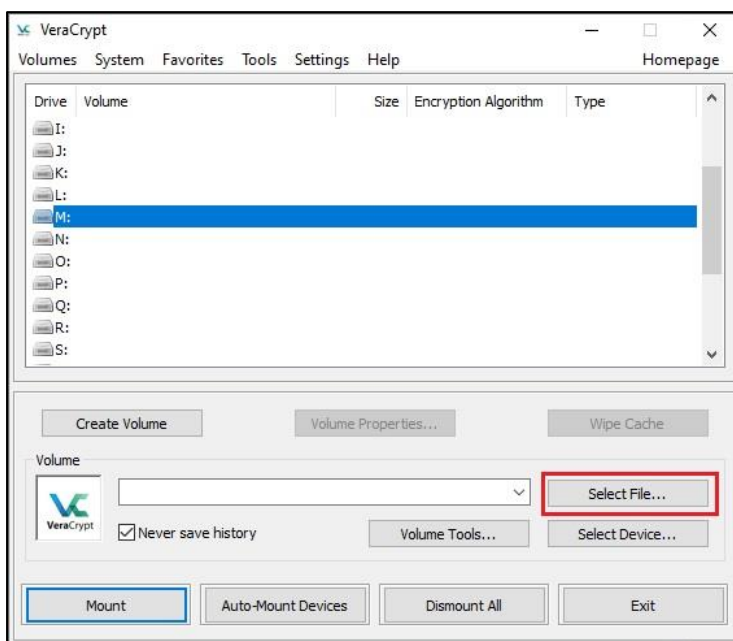 VeraCrypt
Volumes System Favorites Tools Settings Help Homepage
Drive Volume Size Encryption Algorithm Type
I:
J:
K:
L:
M:
N:
O:
P:
Q:
R:
S:
Create Volume Volume Properties... Wipe Cache
Volume
Select File...
VeraCrypt
Never save history Volume Tools... Select Device...
Mount Auto-Mount Devices Dismount All Exit